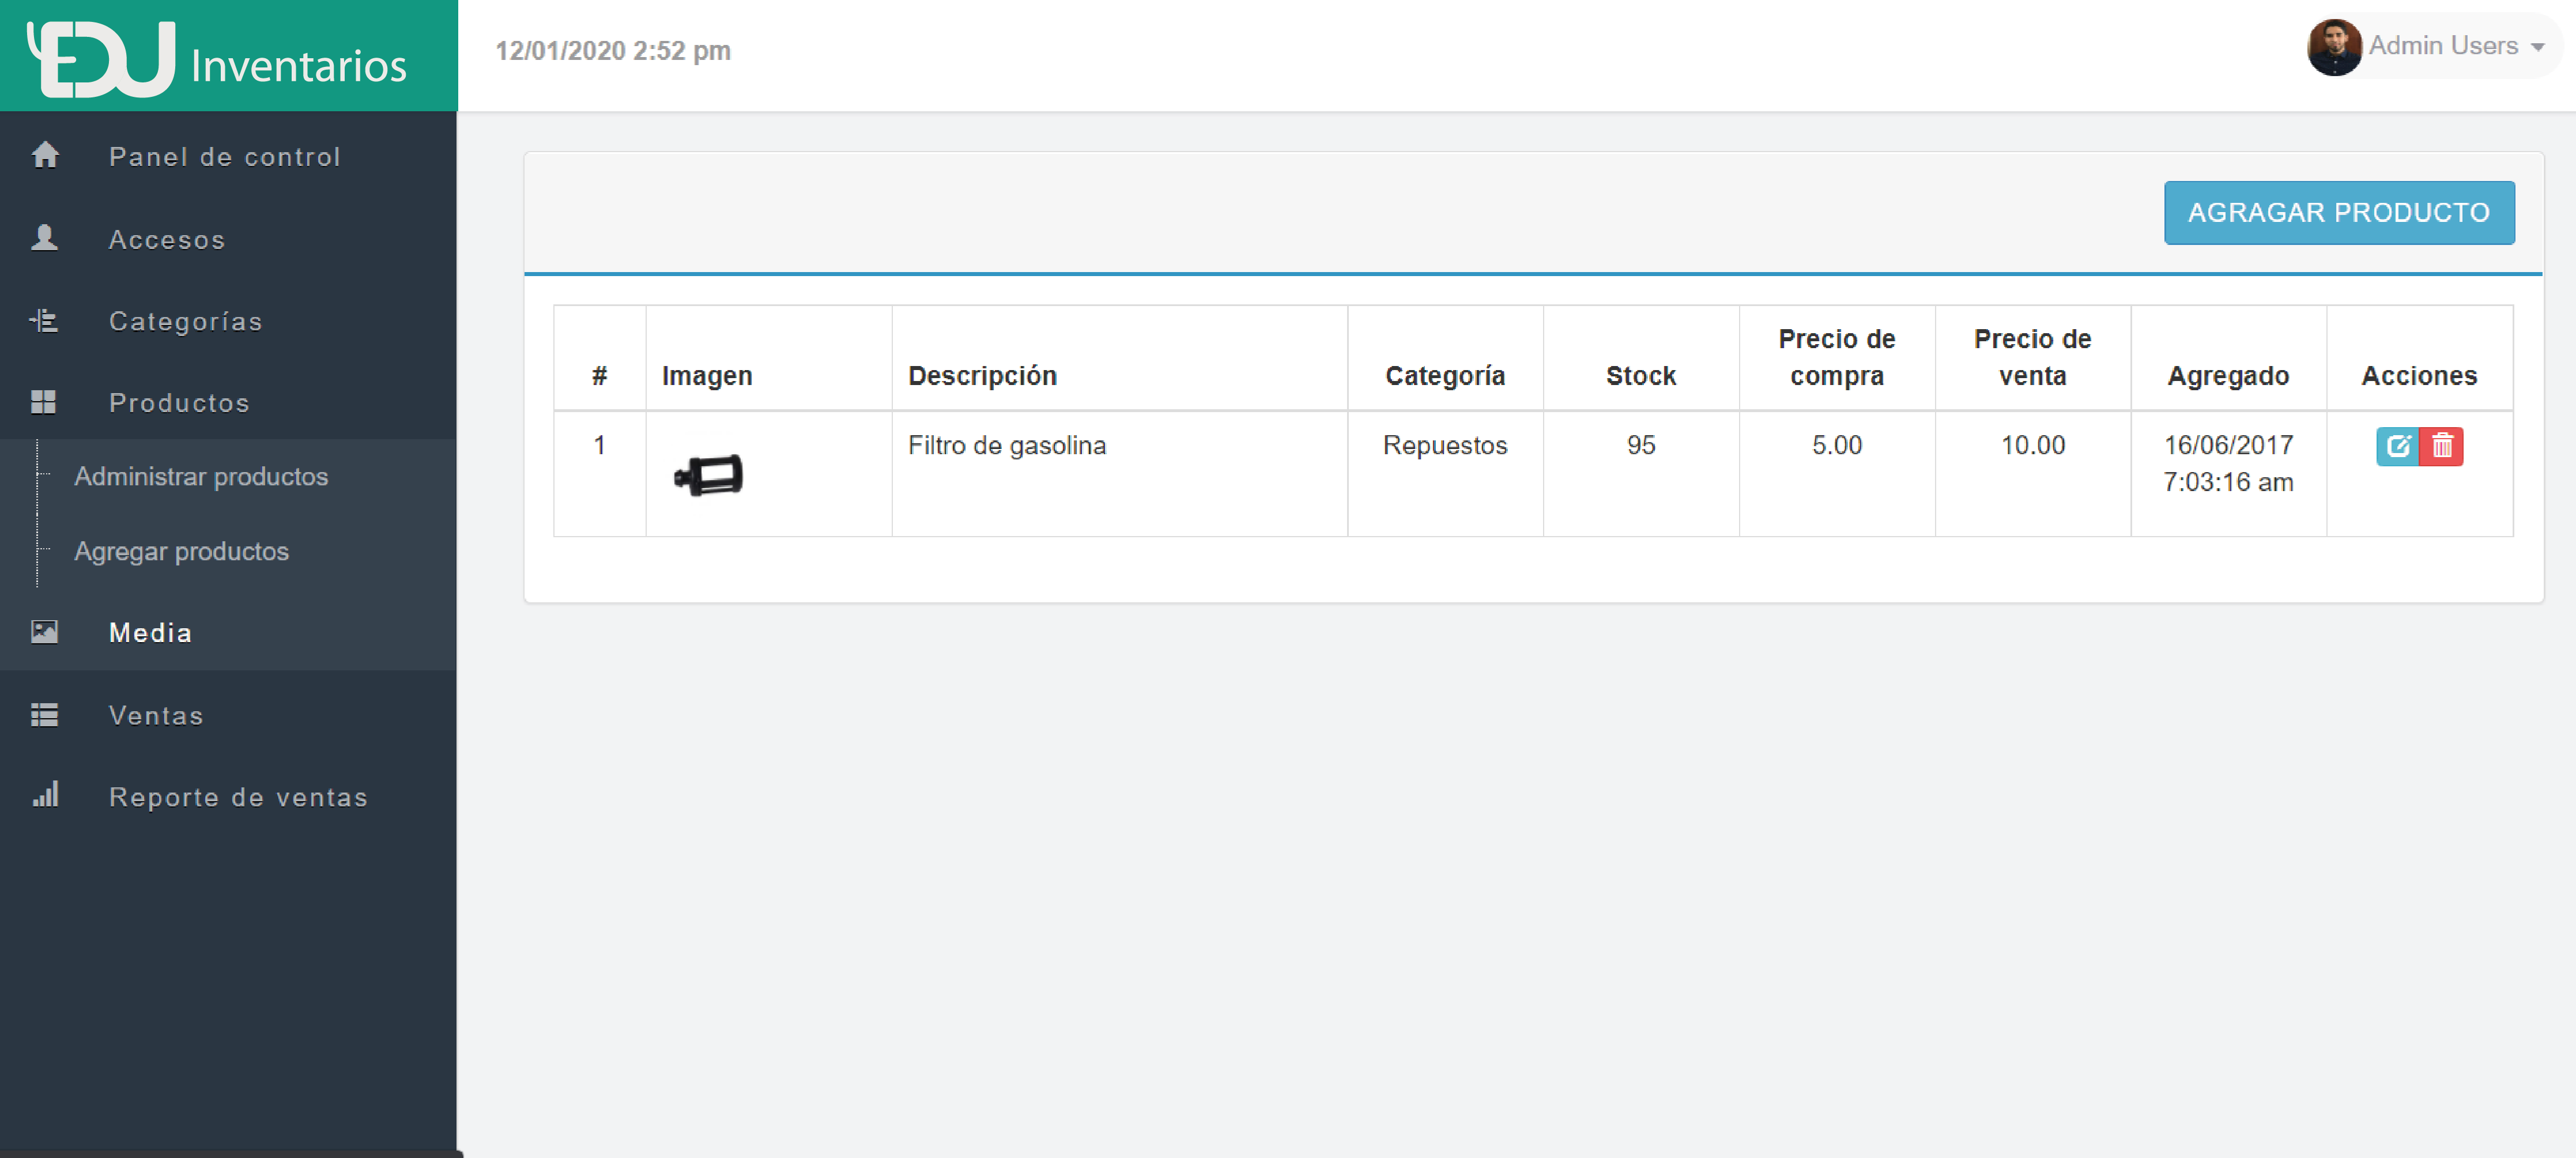 EDU Inventarios
12/01/2020 2:52 pm
Admin Users
Panel de control
Accesos
Categorías
Productos
Administrar productos
Agregar productos
Media
Ventas
Reporte de ventas
AGRAGAR PRODUCTO
# Imagen Descripción Categoría Stock Precio de compra Precio de venta Agregado Acciones
1 Filtro de gasolina Repuestos 95 5.00 10.00 16/06/2017 7:03:16 am